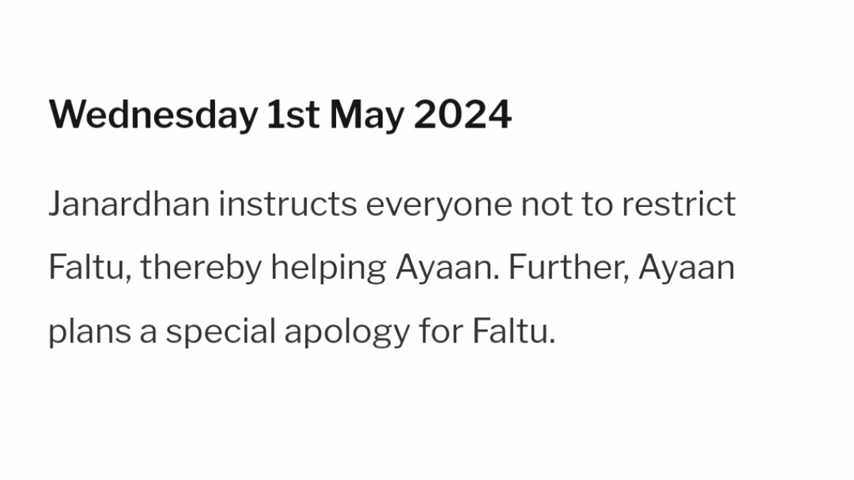 Wednesday 1st May 2024
Janardhan instructs everyone not to restrict
Faltu, thereby helping Ayaan. Further, Ayaan
plans a special apology for Faltu.